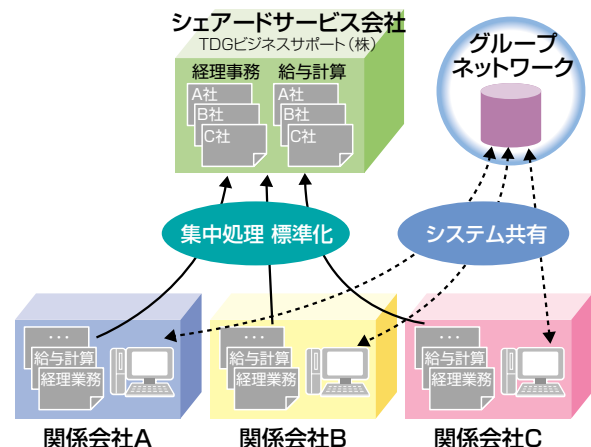 シェアードサービス会社
TDGビジネスサポート（株）
経理事務
給与計算
A社
B社
C社
A社
B社
C社
グループ
ネットワーク
集中処理 標準化
システム共有
…
給与計算
経理業務
…
給与計算
経理業務
…
給与計算
経理業務
関係会社A
関係会社B
関係会社C